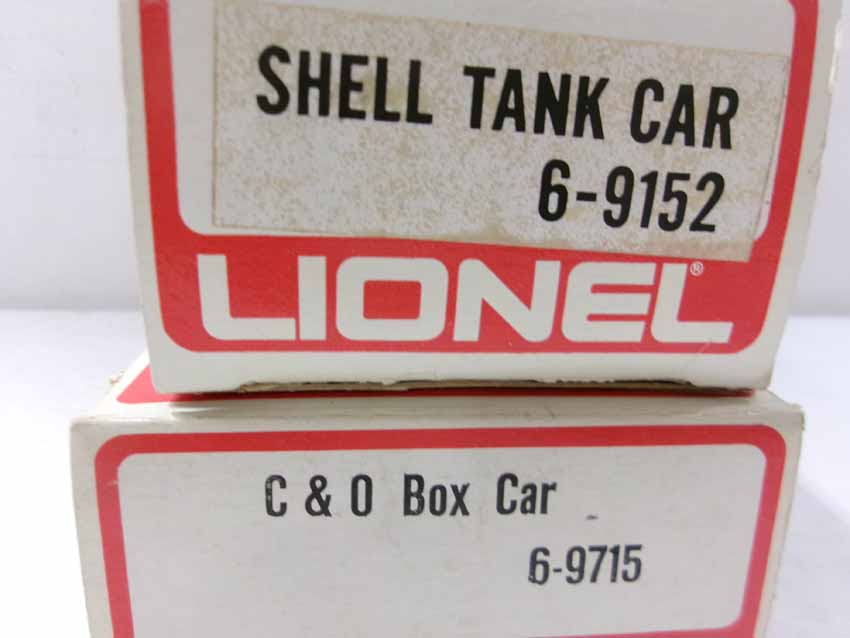 SHELL TANK CAR
6-9152
LIONEL®
C & O Box Car
6-9715